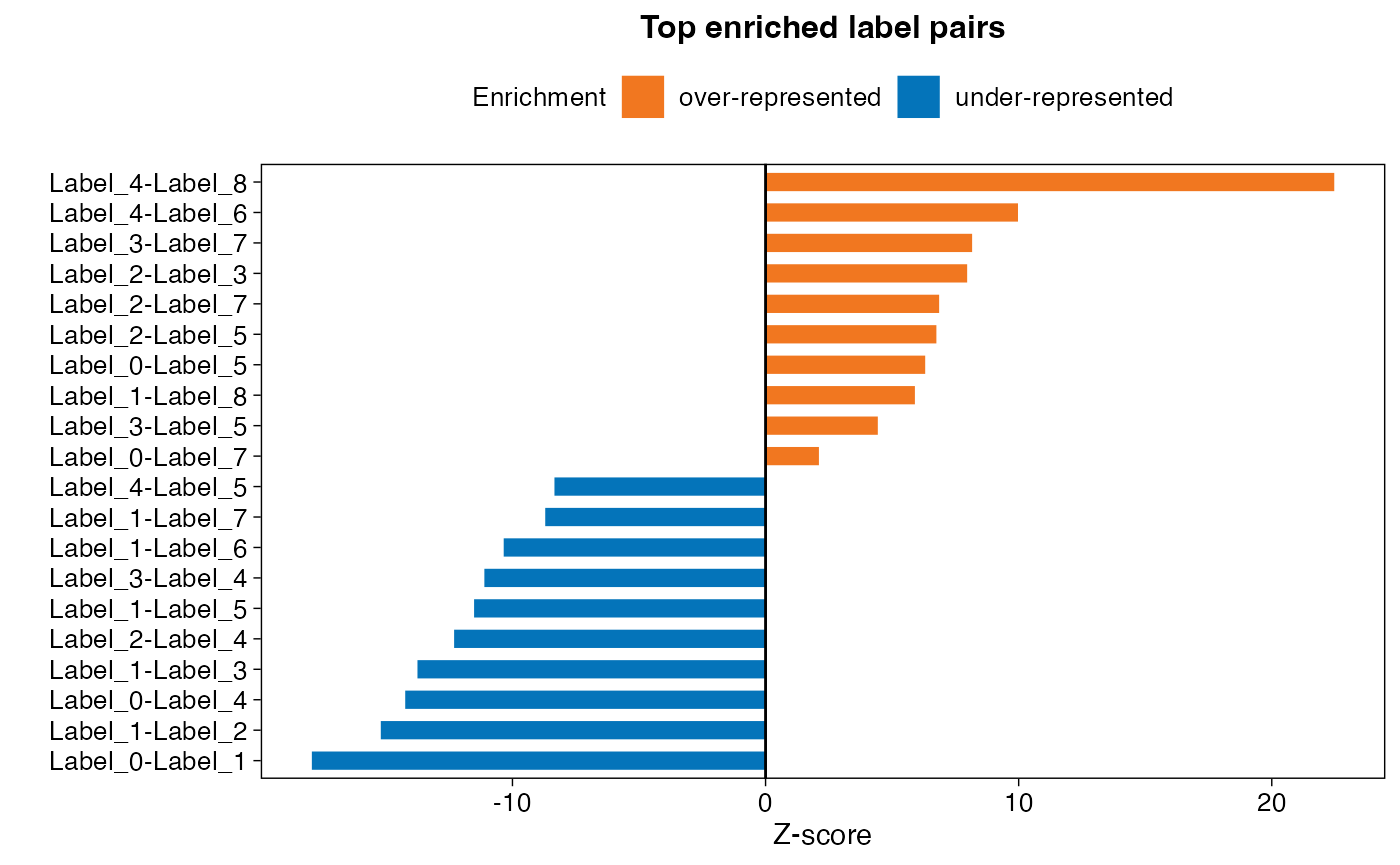 Top enriched label pairs
Enrichment over-represented under-represented
Label_4-Label_8
Label_4-Label_6
Label_3-Label_7
Label_2-Label_3
Label_2-Label_7
Label_2-Label_5
Label_0-Label_5
Label_1-Label_8
Label_3-Label_5
Label_0-Label_7
Label_4-Label_5
Label_1-Label_7
Label_1-Label_6
Label_3-Label_4
Label_1-Label_5
Label_2-Label_4
Label_1-Label_3
Label_0-Label_4
Label_1-Label_2
Label_0-Label_1
-10 0 10 20
Z-score